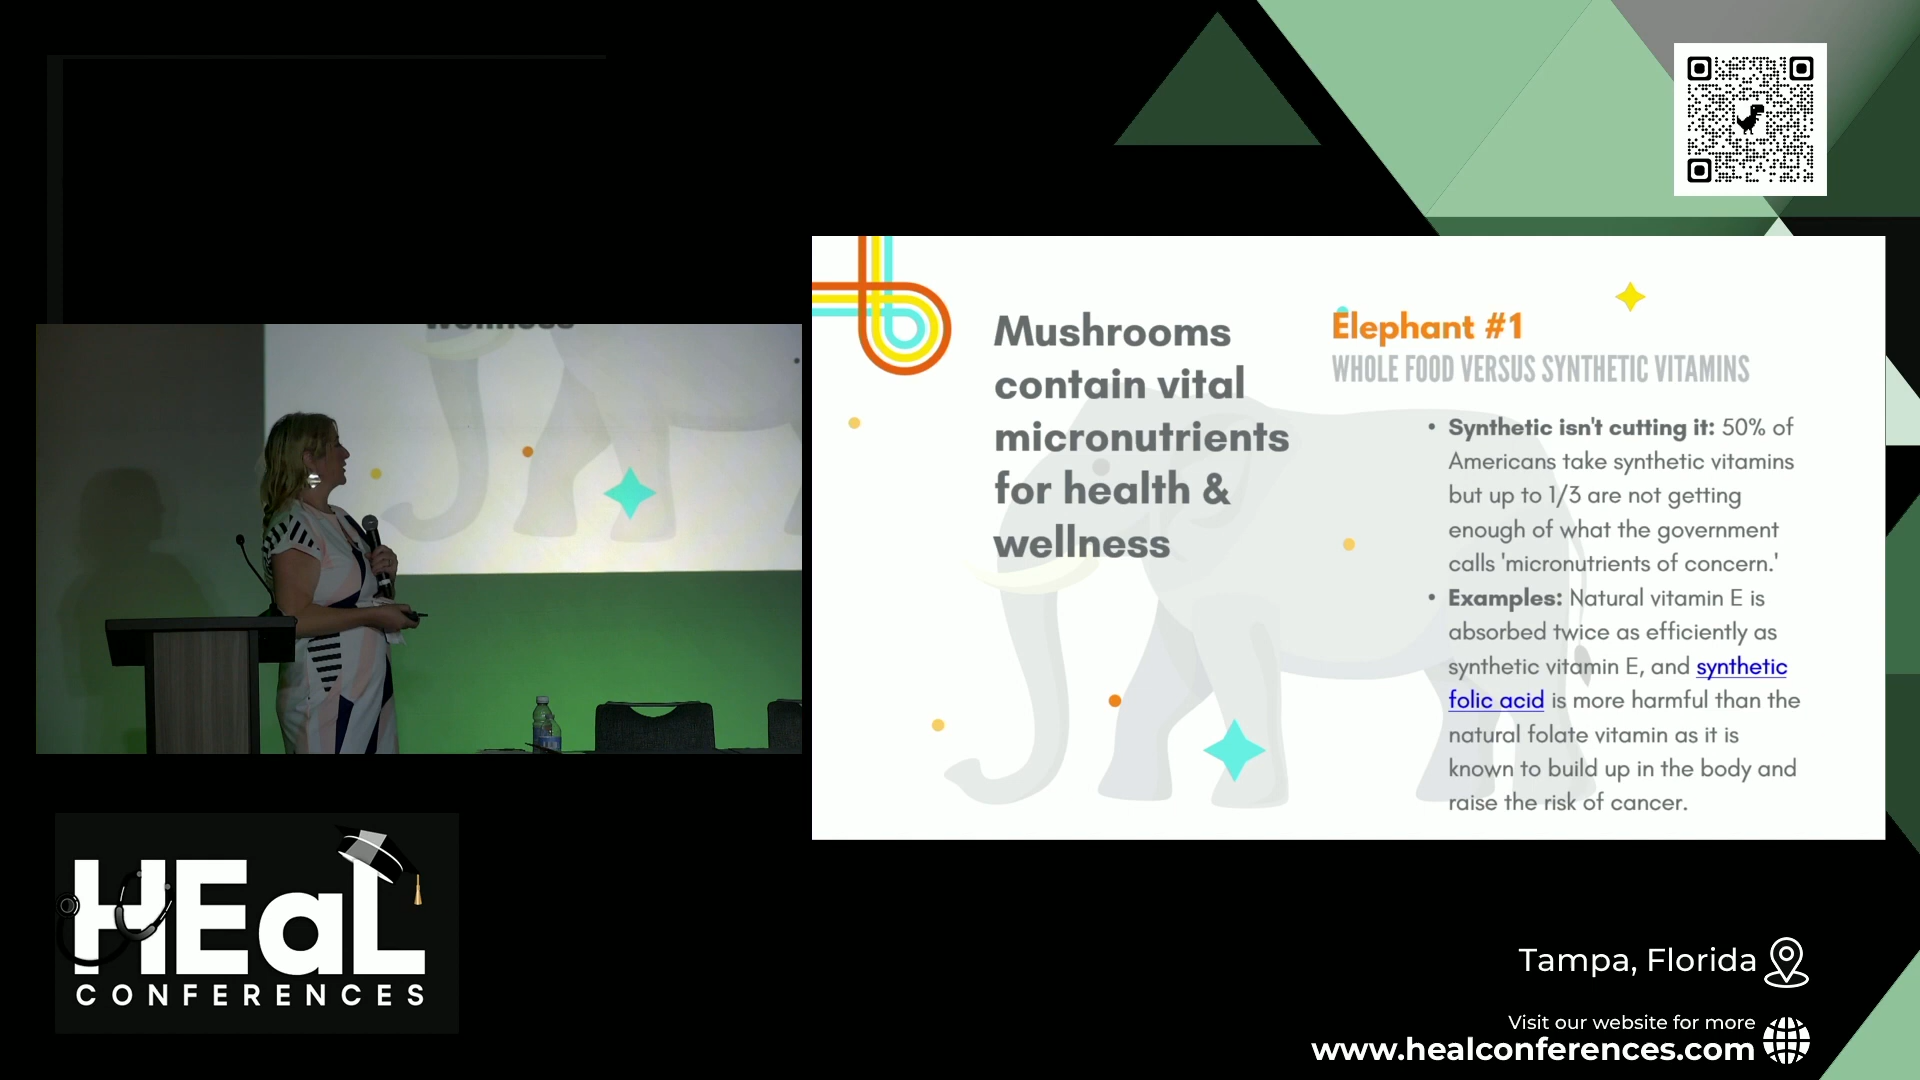 wellness
Mushrooms
contain vital
micronutrients
for health &
wellness
Elephant #1
WHOLE FOOD VERSUS SYNTHETIC VITAMINS
• Synthetic isn't cutting it: 50% of
Americans take synthetic vitamins
but up to 1/3 are not getting
enough of what the government
calls 'micronutrients of concern.'
• Examples: Natural vitamin E is
absorbed twice as efficiently as
synthetic vitamin E, and synthetic
folic acid is more harmful than the
natural folate vitamin as it is
known to build up in the body and
raise the risk of cancer.
HEaL
CONFERENCES
Tampa, Florida
Visit our website for more
www.healconferences.com